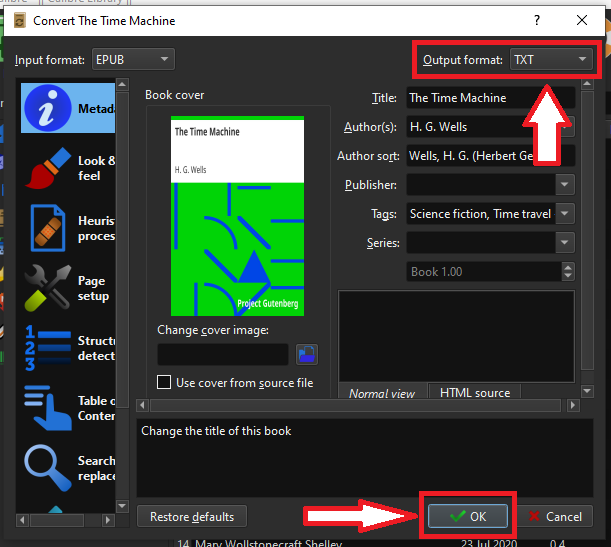 Convert The Time Machine
Input format: EPUB
Output format: TXT
Metad
Look &
feel
Heurist
proces
Page
setup
Struct
detect
Table o
Conten
Search
replac
Book cover
The Time Machine
H. G. Wells
Project Gutenberg
Change cover image:
Use cover from source file
Title: The Time Machine
Author(s): H. G. Wells
Author sort: Wells, H. G. (Herbert Ge
Publisher:
Tags: Science fiction, Time travel
Series:
Book 1.00
Normal view
HTML source
Change the title of this book
Restore defaults
OK
Cancel
14 Mary Wollstonecraft Shelley 23 Jul 2020 0.4